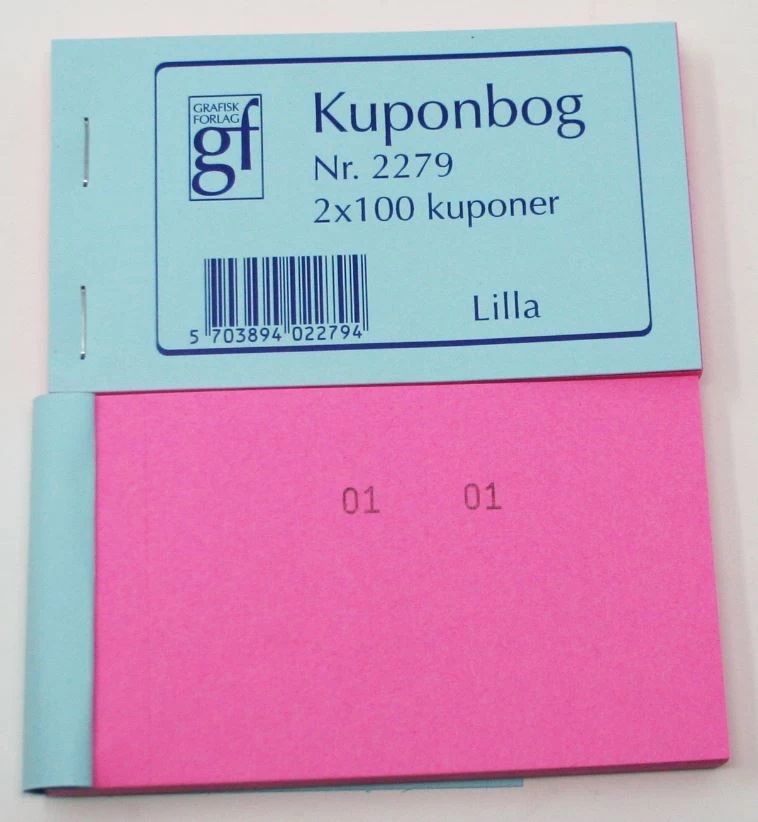 GRAFISK
FORLAG
gf
Kuponbog
Nr. 2279
2x100 kuponer
Lilla
5 703894 022794
01 01